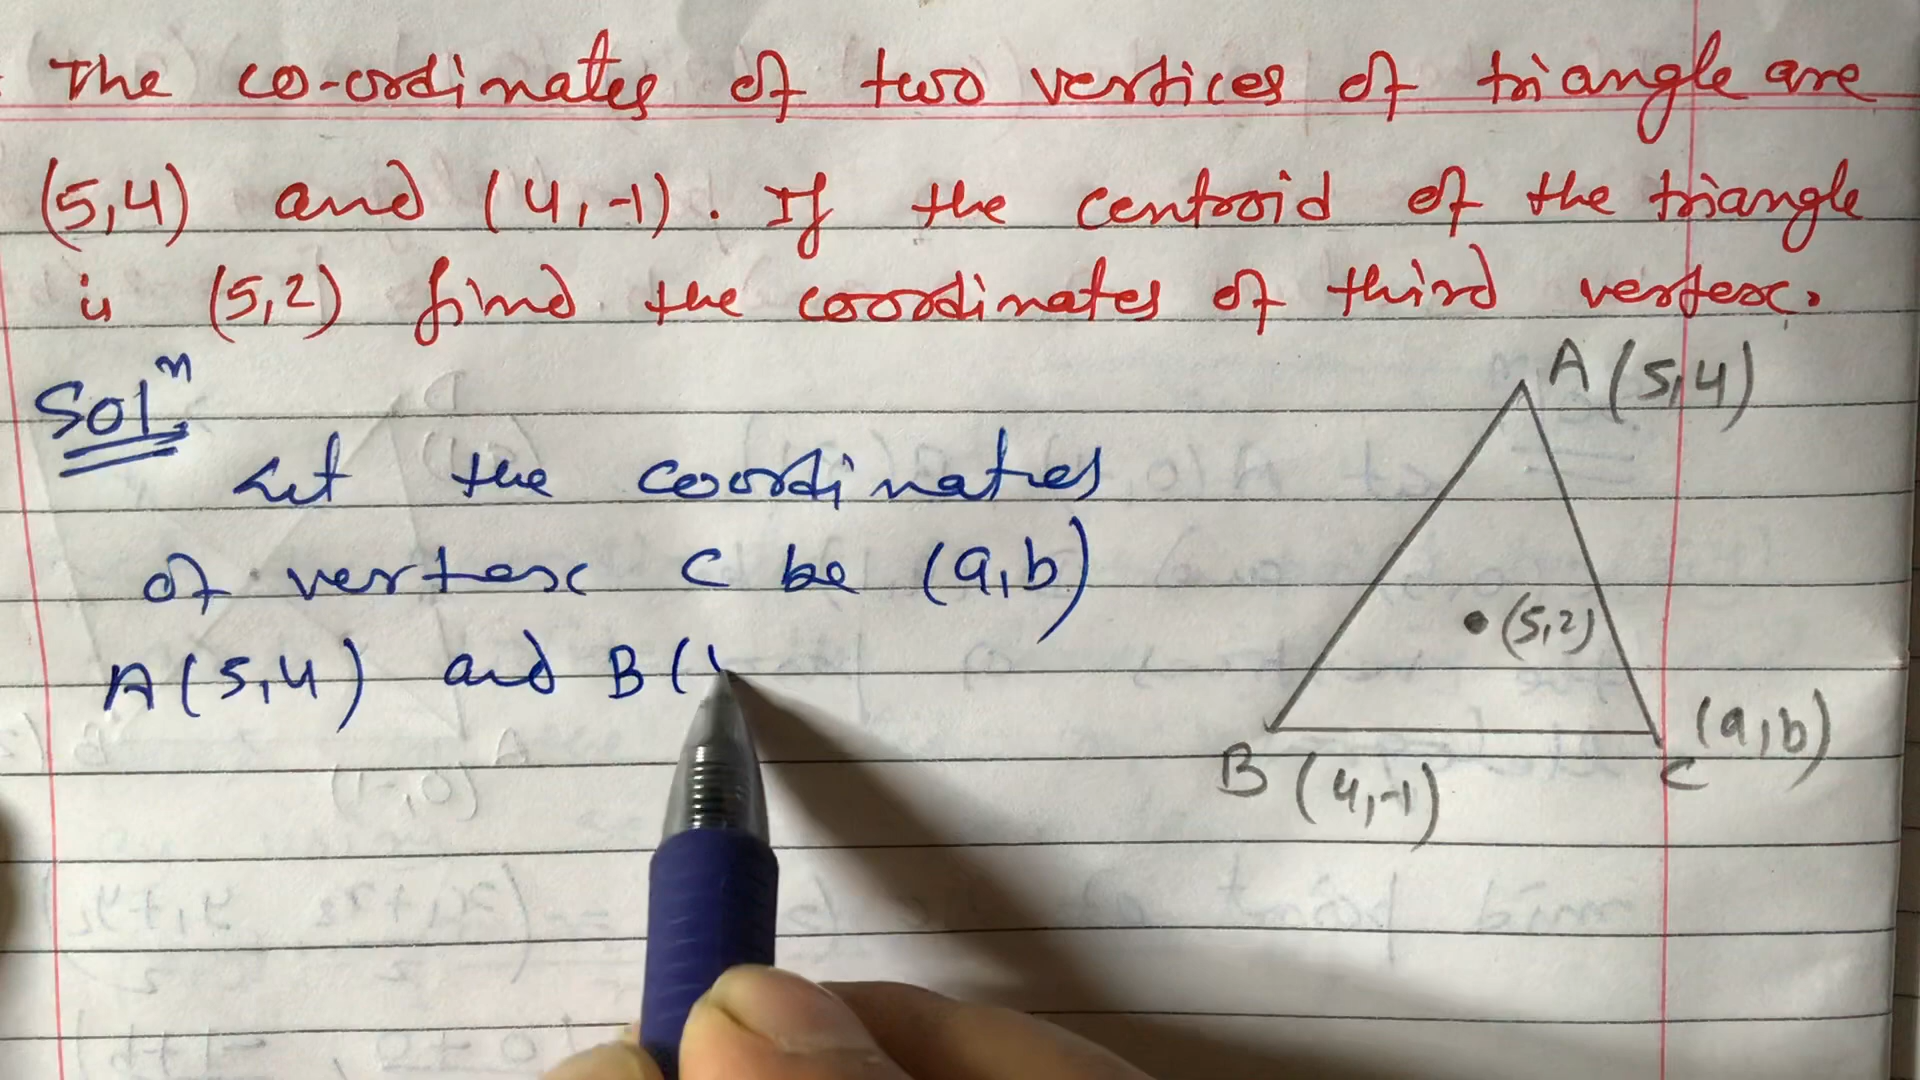 The co-ordinates of two vertices of triangle are
(5,4) and (4,-1). If the centroid of the triangle
is (5,2) find the coordinates of third vertex.
Solⁿ
A (5,4)
Let the coordinates
of vertex C be (a,b)
(5,2)
A(5,4) and B(
(a,b)
B (4,-1)
C